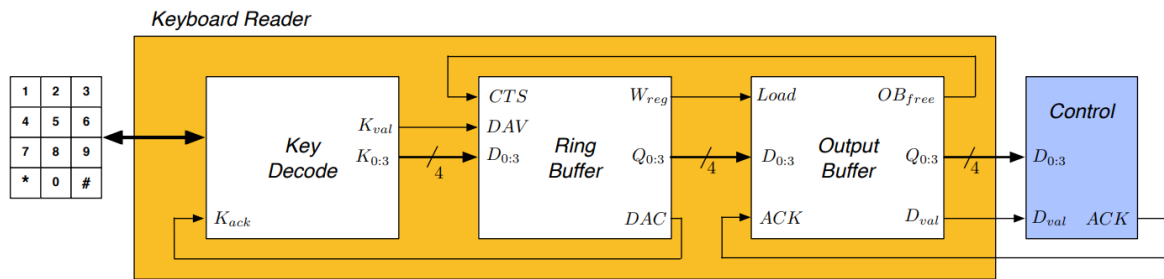 Keyboard Reader
1 2 3
4 5 6
7 8 9
* 0 #
Key
Decode
K_val
K_0:3
K_ack
4
CTS
DAV
D_0:3
Ring
Buffer
W_reg
Q_0:3
DAC
4
Load
D_0:3
ACK
Output
Buffer
OB_free
Q_0:3
D_val
4
Control
D_0:3
D_val ACK